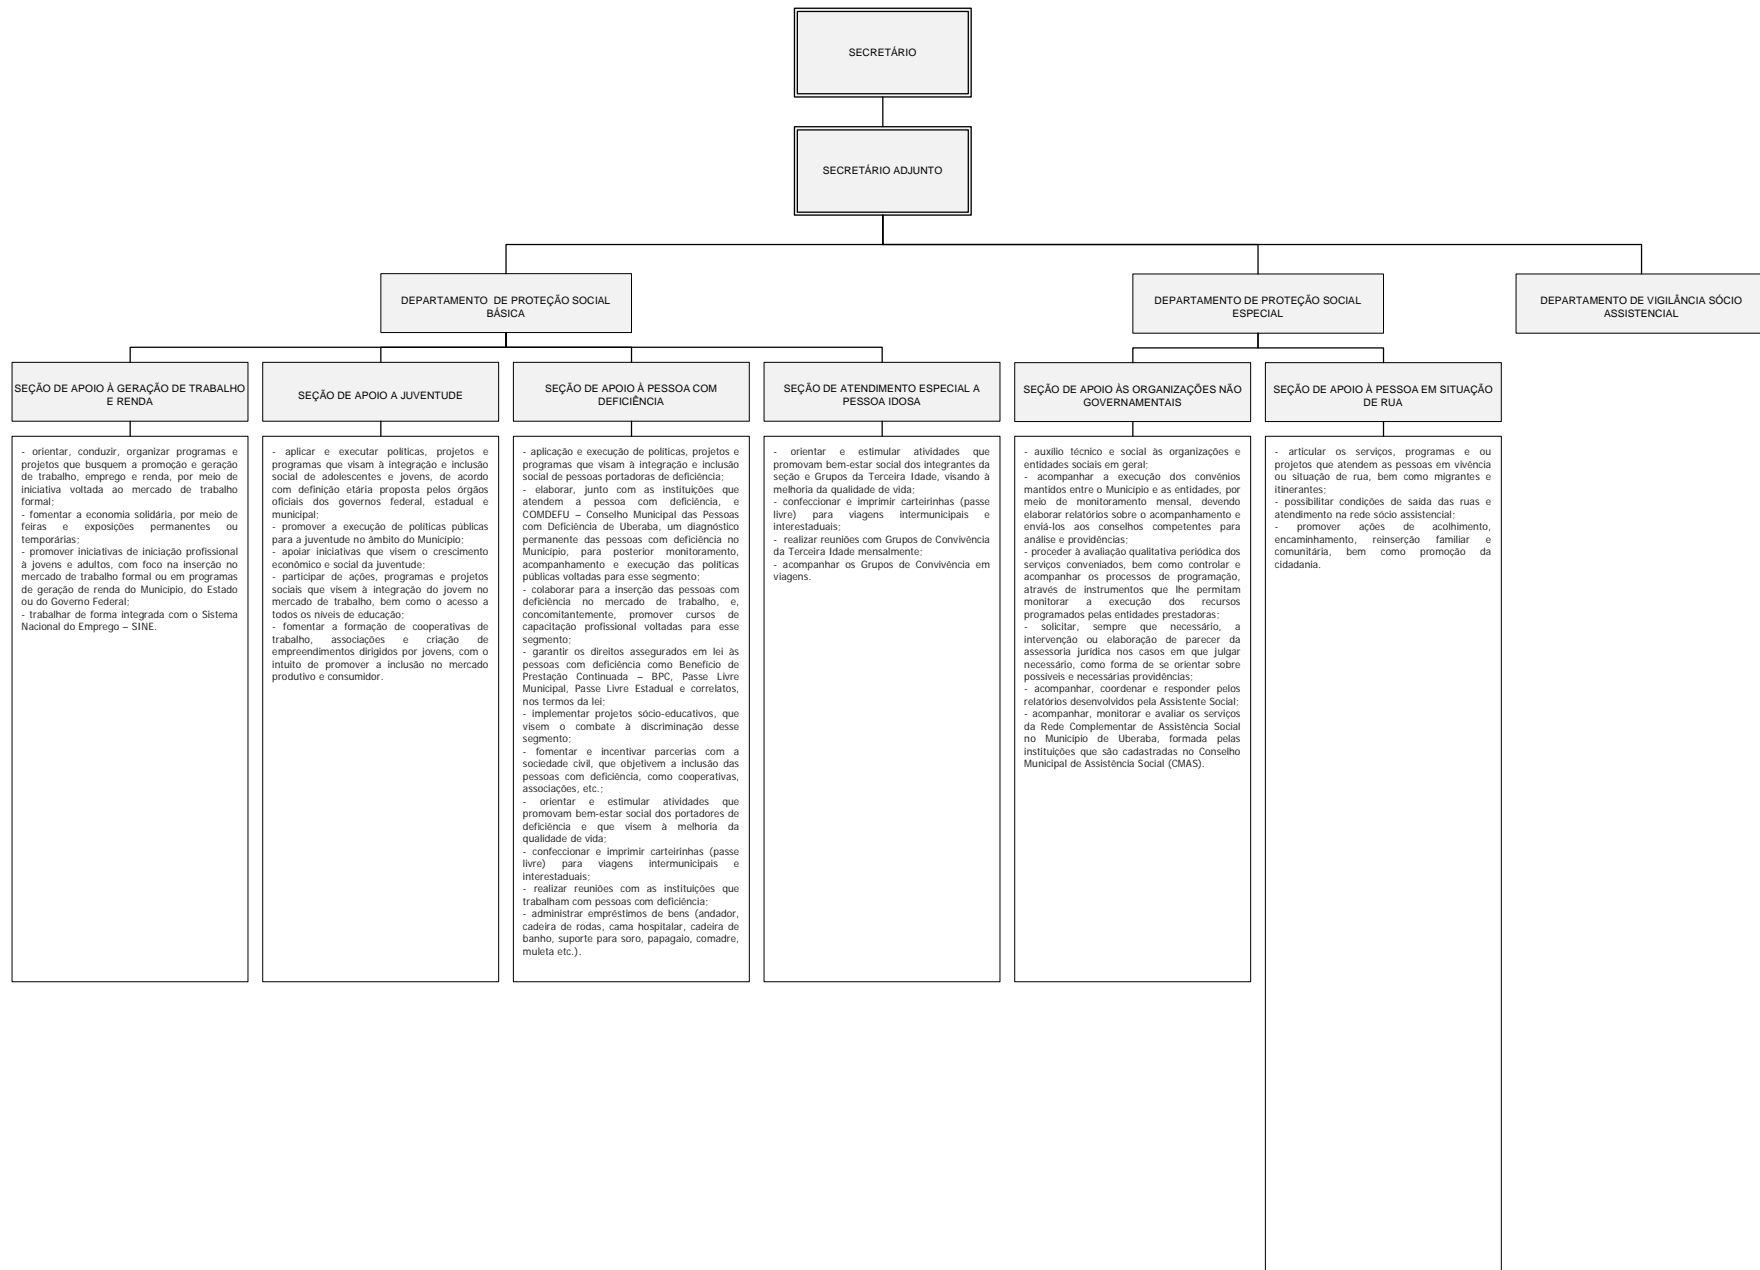 SECRETÁRIO
SECRETÁRIO ADJUNTO
DEPARTAMENTO DE PROTEÇÃO SOCIAL
BÁSICA
DEPARTAMENTO DE PROTEÇÃO SOCIAL
ESPECIAL
DEPARTAMENTO DE VIGILÂNCIA SÓCIO
ASSISTENCIAL
SEÇÃO DE APOIO À GERAÇÃO DE TRABALHO
E RENDA
SEÇÃO DE APOIO A JUVENTUDE
SEÇÃO DE APOIO À PESSOA COM
DEFICIÊNCIA
SEÇÃO DE ATENDIMENTO ESPECIAL A
PESSOA IDOSA
SEÇÃO DE APOIO ÀS ORGANIZAÇÕES NÃO
GOVERNAMENTAIS
SEÇÃO DE APOIO À PESSOA EM SITUAÇÃO
DE RUA
- orientar, conduzir, organizar programas e
projetos que busquem a promoção e geração
de trabalho, emprego e renda, por meio de
iniciativa voltada ao mercado de trabalho
formal;
- fomentar a economia solidária, por meio de
feiras e exposições permanentes ou
temporárias;
- promover iniciativas de iniciação profissional
à jovens e adultos, com foco na inserção no
mercado de trabalho formal ou em programas
de geração de renda do Município, do Estado
ou do Governo Federal;
- trabalhar de forma integrada com o Sistema
Nacional do Emprego – SINE.
- aplicar e executar políticas, projetos e
programas que visam à integração e inclusão
social de adolescentes e jovens, de acordo
com definição etária proposta pelos órgãos
oficiais dos governos federal, estadual e
municipal;
- promover a execução de políticas públicas
para a juventude no âmbito do Município;
- apoiar iniciativas que visem o crescimento
econômico e social da juventude;
- participar de ações, programas e projetos
sociais que visem à integração do jovem no
mercado de trabalho, bem como o acesso a
todos os níveis de educação;
- fomentar a formação de cooperativas de
trabalho, associações e criação de
empreendimentos dirigidos por jovens, com o
intuito de promover a inclusão no mercado
produtivo e consumidor.
- aplicação e execução de políticas, projetos e
programas que visam à integração e inclusão
social de pessoas portadoras de deficiência;
- elaborar, junto com as instituições que
atendem a pessoa com deficiência, e
COMDEFU – Conselho Municipal das Pessoas
com Deficiência de Uberaba, um diagnóstico
permanente das pessoas com deficiência no
Município, para posterior monitoramento,
acompanhamento e execução das políticas
públicas voltadas para esse segmento;
- colaborar para a inserção das pessoas com
deficiência no mercado de trabalho, e,
concomitantemente, promover cursos de
capacitação profissional voltadas para esse
segmento;
- garantir os direitos assegurados em lei às
pessoas com deficiência como Benefício de
Prestação Continuada – BPC, Passe Livre
Municipal, Passe Livre Estadual e correlatos,
nos termos da lei;
- implementar projetos sócio-educativos, que
visem o combate à discriminação desse
segmento;
- fomentar e incentivar parcerias com a
sociedade civil, que objetivem a inclusão das
pessoas com deficiência, como cooperativas,
associações, etc.;
- orientar e estimular atividades que
promovam bem-estar social dos portadores de
deficiência e que visem à melhoria da
qualidade de vida;
- confeccionar e imprimir carteirinhas (passe
livre) para viagens intermunicipais e
interestaduais;
- realizar reuniões com as instituições que
trabalham com pessoas com deficiência;
- administrar empréstimos de bens (andador,
cadeira de rodas, cama hospitalar, cadeira de
banho, suporte para soro, papagaio, comadre,
muleta etc.).
- orientar e estimular atividades que
promovam bem-estar social dos integrantes da
seção e Grupos da Terceira Idade, visando à
melhoria da qualidade de vida;
- confeccionar e imprimir carteirinhas (passe
livre) para viagens intermunicipais e
interestaduais;
- realizar reuniões com Grupos de Convivência
da Terceira Idade mensalmente;
- acompanhar os Grupos de Convivência em
viagens.
- auxílio técnico e social às organizações e
entidades sociais em geral;
- acompanhar a execução dos convênios
mantidos entre o Município e as entidades, por
meio de monitoramento mensal, devendo
elaborar relatórios sobre o acompanhamento e
enviá-los aos conselhos competentes para
análise e providências;
- proceder à avaliação qualitativa periódica dos
serviços conveniados, bem como controlar e
acompanhar os processos de programação,
através de instrumentos que lhe permitam
monitorar a execução dos recursos
programados pelas entidades prestadoras;
- solicitar, sempre que necessário, a
intervenção ou elaboração de parecer da
assessoria jurídica nos casos em que julgar
necessário, como forma de se orientar sobre
possíveis e necessárias providências;
- acompanhar, coordenar e responder pelos
relatórios desenvolvidos pela Assistente Social;
- acompanhar, monitorar e avaliar os serviços
da Rede Complementar de Assistência Social
no Município de Uberaba, formada pelas
instituições que são cadastradas no Conselho
Municipal de Assistência Social (CMAS).
- articular os serviços, programas e ou
projetos que atendem as pessoas em vivência
ou situação de rua, bem como migrantes e
itinerantes;
- possibilitar condições de saída das ruas e
atendimento na rede sócio assistencial;
- promover ações de acolhimento,
encaminhamento, reinserção familiar e
comunitária, bem como promoção da
cidadania.